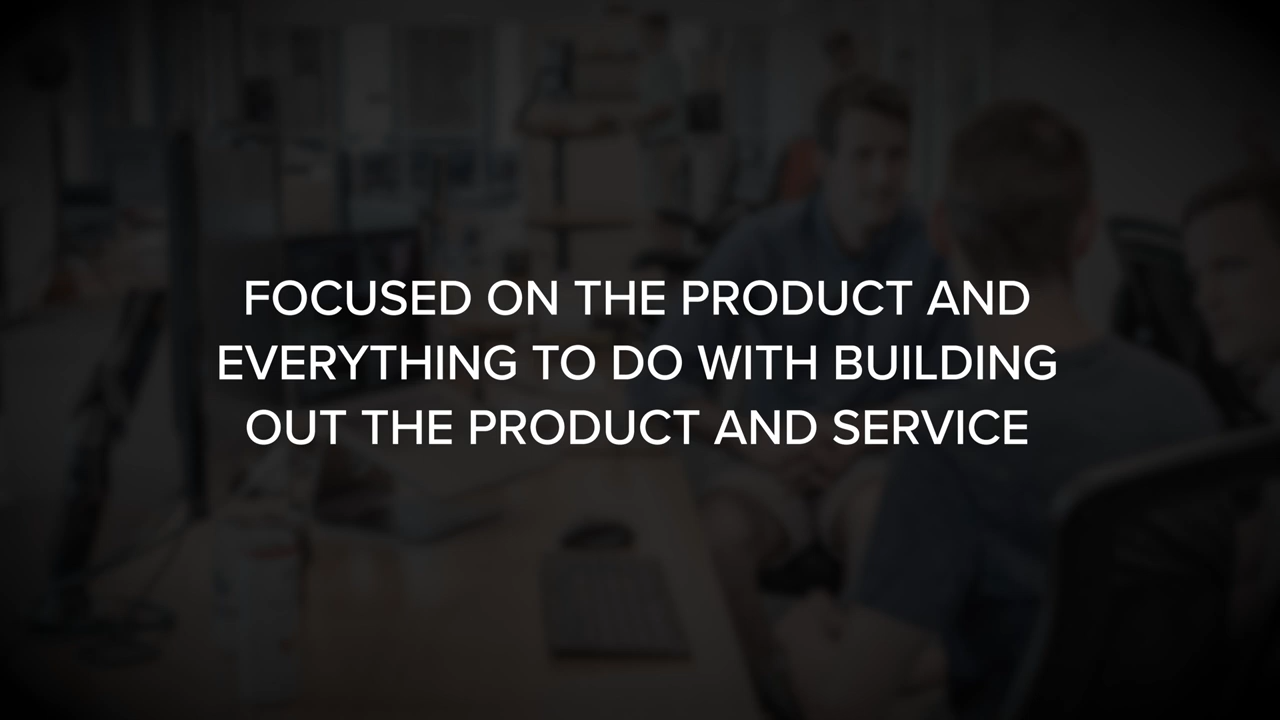 FOCUSED ON THE PRODUCT AND
EVERYTHING TO DO WITH BUILDING
OUT THE PRODUCT AND SERVICE